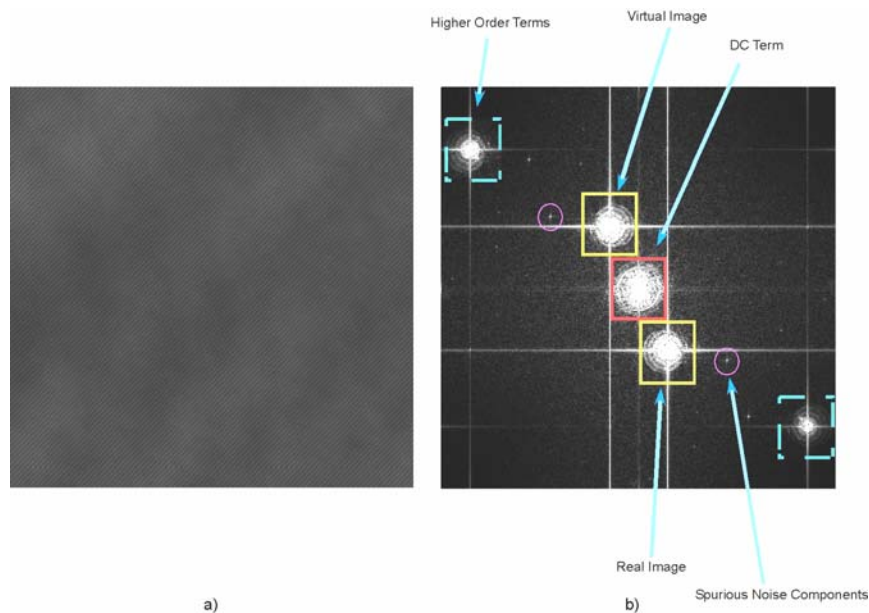 Higher Order Terms
Virtual Image
DC Term
Real Image
Spurious Noise Components
a)
b)